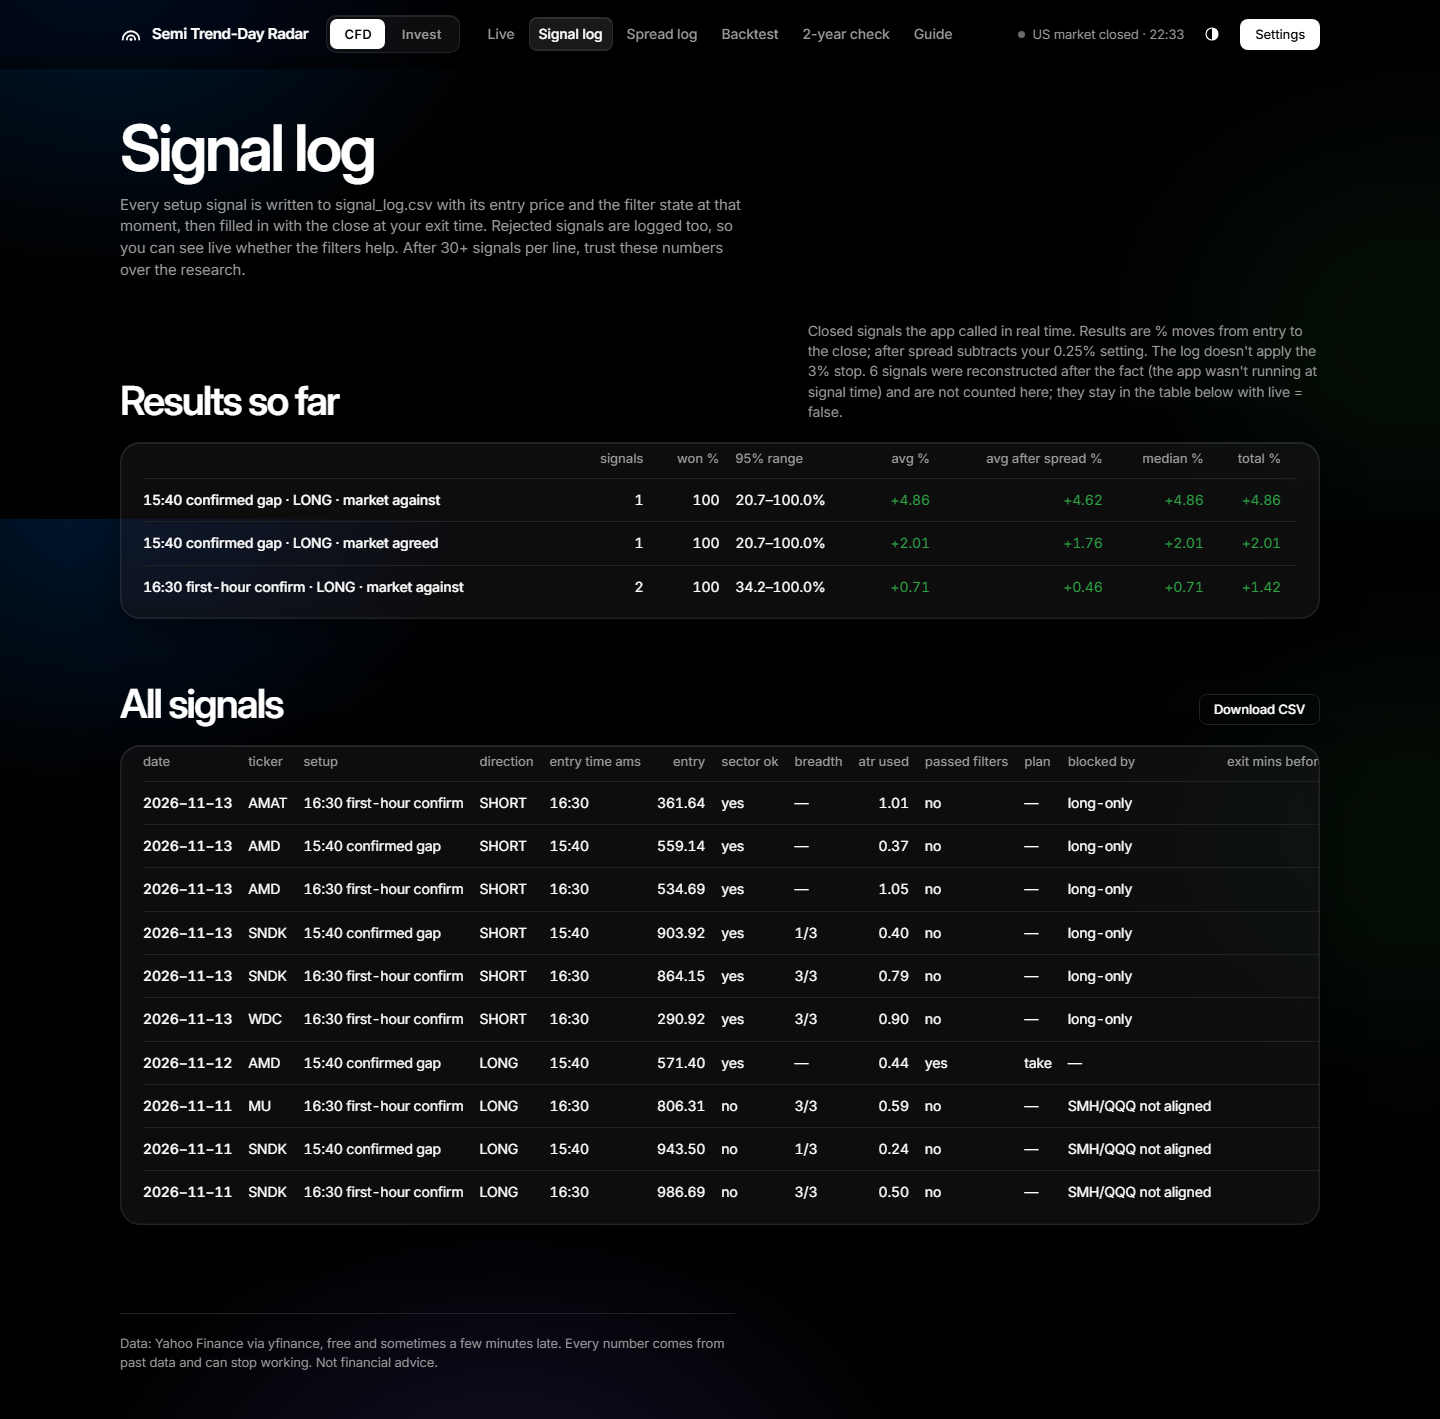 Semi Trend-Day Radar CFD Invest Live Signal log Spread log Backtest 2-year check Guide US market closed · 22:33 Settings
Signal log
Every setup signal is written to signal_log.csv with its entry price and the filter state at that
moment, then filled in with the close at your exit time. Rejected signals are logged too, so
you can see live whether the filters help. After 30+ signals per line, trust these numbers
over the research.
Results so far
Closed signals the app called in real time. Results are % moves from entry to
the close; after spread subtracts your 0.25% setting. The log doesn't apply the
3% stop. 6 signals were reconstructed after the fact (the app wasn't running at
signal time) and are not counted here; they stay in the table below with live =
false.
signals won % 95% range avg % avg after spread % median % total %
15:40 confirmed gap · LONG · market against 1 100 20.7–100.0% +4.86 +4.62 +4.86 +4.86
15:40 confirmed gap · LONG · market agreed 1 100 20.7–100.0% +2.01 +1.76 +2.01 +2.01
16:30 first-hour confirm · LONG · market against 2 100 34.2–100.0% +0.71 +0.46 +0.71 +1.42
All signals
Download CSV
date ticker setup direction entry time ams entry sector ok breadth atr used passed filters plan blocked by exit mins befor
2026-11-13 AMAT 16:30 first-hour confirm SHORT 16:30 361.64 yes — 1.01 no — long-only
2026-11-13 AMD 15:40 confirmed gap SHORT 15:40 559.14 yes — 0.37 no — long-only
2026-11-13 AMD 16:30 first-hour confirm SHORT 16:30 534.69 yes — 1.05 no — long-only
2026-11-13 SNDK 15:40 confirmed gap SHORT 15:40 903.92 yes 1/3 0.40 no — long-only
2026-11-13 SNDK 16:30 first-hour confirm SHORT 16:30 864.15 yes 3/3 0.79 no — long-only
2026-11-13 WDC 16:30 first-hour confirm SHORT 16:30 290.92 yes 3/3 0.90 no — long-only
2026-11-12 AMD 15:40 confirmed gap LONG 15:40 571.40 yes — 0.44 yes take —
2026-11-11 MU 16:30 first-hour confirm LONG 16:30 806.31 no 3/3 0.59 no — SMH/QQQ not aligned
2026-11-11 SNDK 15:40 confirmed gap LONG 15:40 943.50 no 1/3 0.24 no — SMH/QQQ not aligned
2026-11-11 SNDK 16:30 first-hour confirm LONG 16:30 986.69 no 3/3 0.50 no — SMH/QQQ not aligned
Data: Yahoo Finance via yfinance, free and sometimes a few minutes late. Every number comes from
past data and can stop working. Not financial advice.